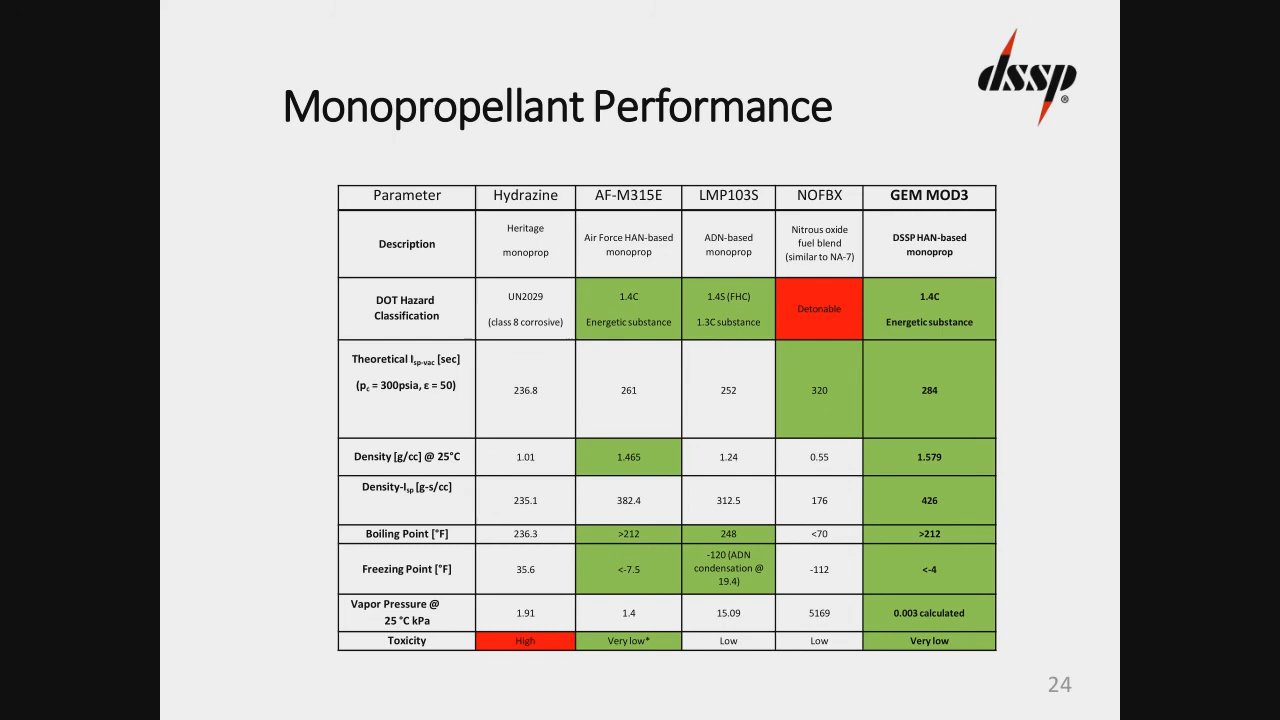 dssp®
Monopropellant Performance
Parameter Hydrazine AF-M315E LMP103S NOFBX GEM MOD3
Description
Heritage
monoprop
Air Force HAN-based
monoprop
ADN-based
monoprop
Nitrous oxide
fuel blend
(similar to NA-7)
DSSP HAN-based
monoprop
DOT Hazard
Classification
UN2029
(class 8 corrosive)
1.4C
Energetic substance
1.4S (FHC)
1.3C substance
Detonable
1.4C
Energetic substance
Theoretical Isp-vac [sec]
(pc = 300psia, ε = 50)
236.8 261 252 320 284
Density [g/cc] @ 25°C 1.01 1.465 1.24 0.55 1.579
Density-Isp [g-s/cc] 235.1 382.4 312.5 176 426
Boiling Point [°F] 236.3 >212 248 <70 >212
Freezing Point [°F] 35.6 <-7.5
-120 (ADN
condensation @
19.4)
-112 <-4
Vapor Pressure @
25 °C kPa
1.91 1.4 15.09 5169 0.003 calculated
Toxicity High Very low* Low Low Very low
24